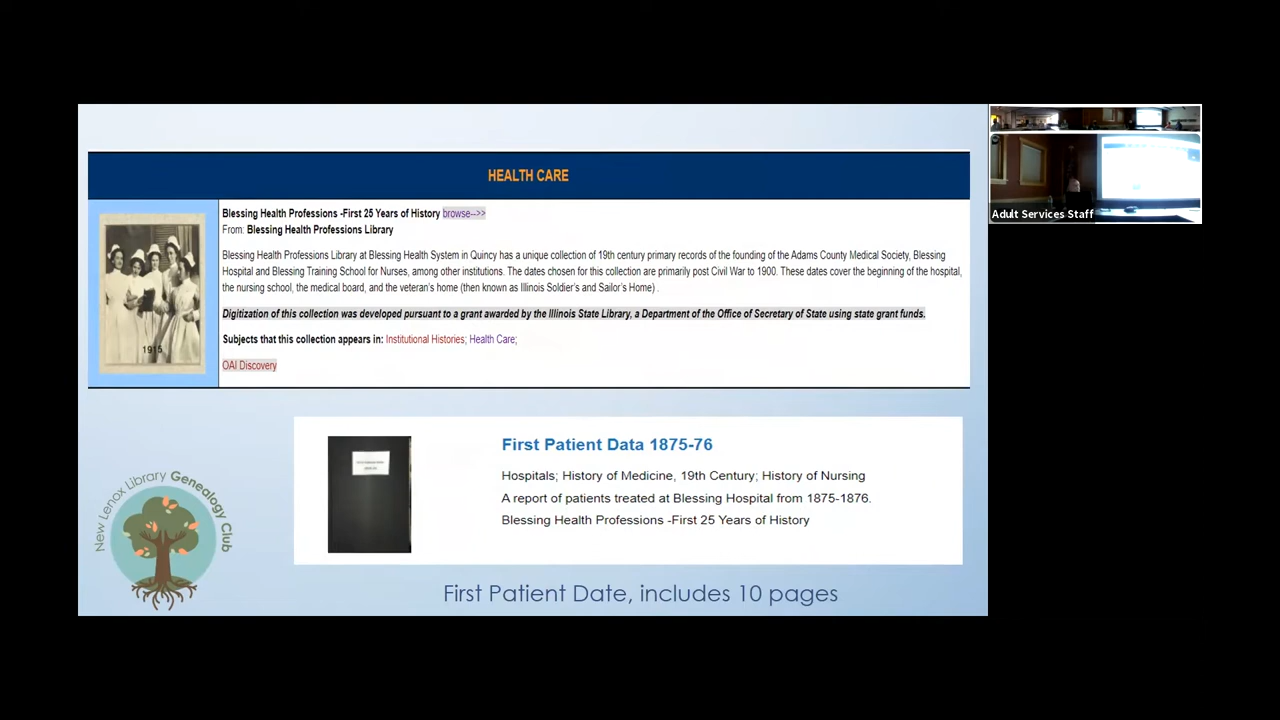 HEALTH CARE
Blessing Health Professions -First 25 Years of History browse-->>
From: Blessing Health Professions Library
Blessing Health Professions Library at Blessing Health System in Quincy has a unique collection of 19th century primary records of the founding of the Adams County Medical Society, Blessing
Hospital and Blessing Training School for Nurses, among other institutions. The dates chosen for this collection are primarily post Civil War to 1900. These dates cover the beginning of the hospital,
the nursing school, the medical board, and the veteran's home (then known as Illinois Soldier's and Sailor's Home) .
Digitization of this collection was developed pursuant to a grant awarded by the Illinois State Library, a Department of the Office of Secretary of State using state grant funds.
Subjects that this collection appears in: Institutional Histories; Health Care;
OAI Discovery
1915
First Patient Data 1875-76
Hospitals; History of Medicine, 19th Century; History of Nursing
A report of patients treated at Blessing Hospital from 1875-1876.
Blessing Health Professions -First 25 Years of History
New Lenox Library Genealogy Club
First Patient Date, includes 10 pages
Adult Services Staff